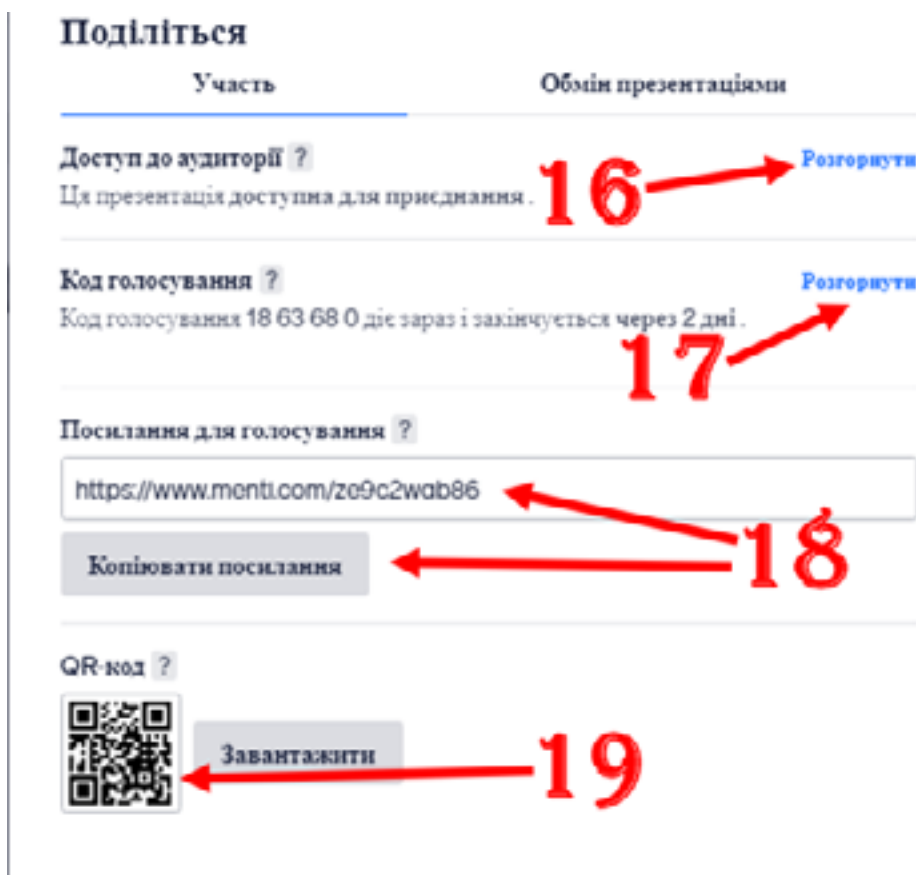 Поділіться
Участь Обмін презентаціями
Доступ до аудиторії ? Розгорнути
Ця презентація доступна для приєднання .
16
Код голосування ? Розгорнути
Код голосування 18 63 68 0 діє зараз і закінчується через 2 дні .
17
Посилання для голосування ?
https://www.menti.com/ze9c2wab86
Копіювати посилання
18
QR-код ?
Завантажити
19